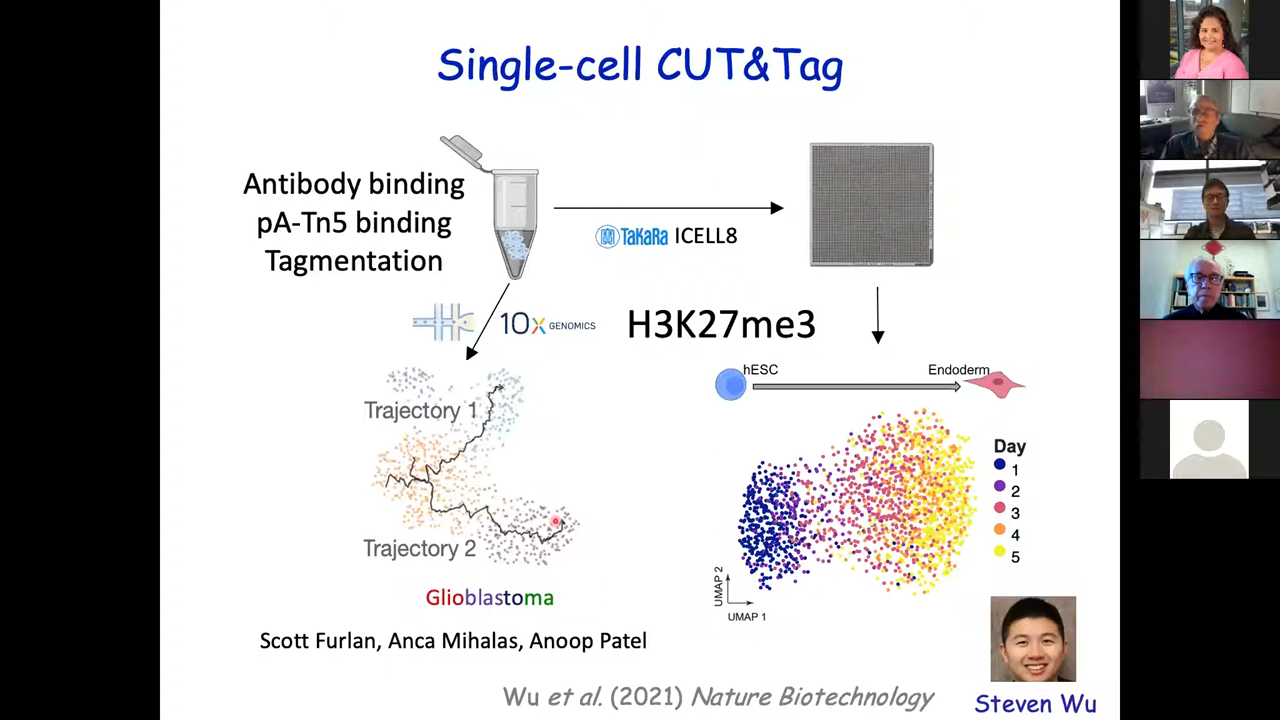 Single-cell CUT&Tag
Antibody binding
pA-Tn5 binding
Tagmentation
TaKaRa ICELL8
10x GENOMICS
H3K27me3
hESC
Endoderm
Trajectory 1
Trajectory 2
Day
1
2
3
4
5
UMAP 2
UMAP 1
Glioblastoma
Scott Furlan, Anca Mihalas, Anoop Patel
Wu et al. (2021) Nature Biotechnology
Steven Wu